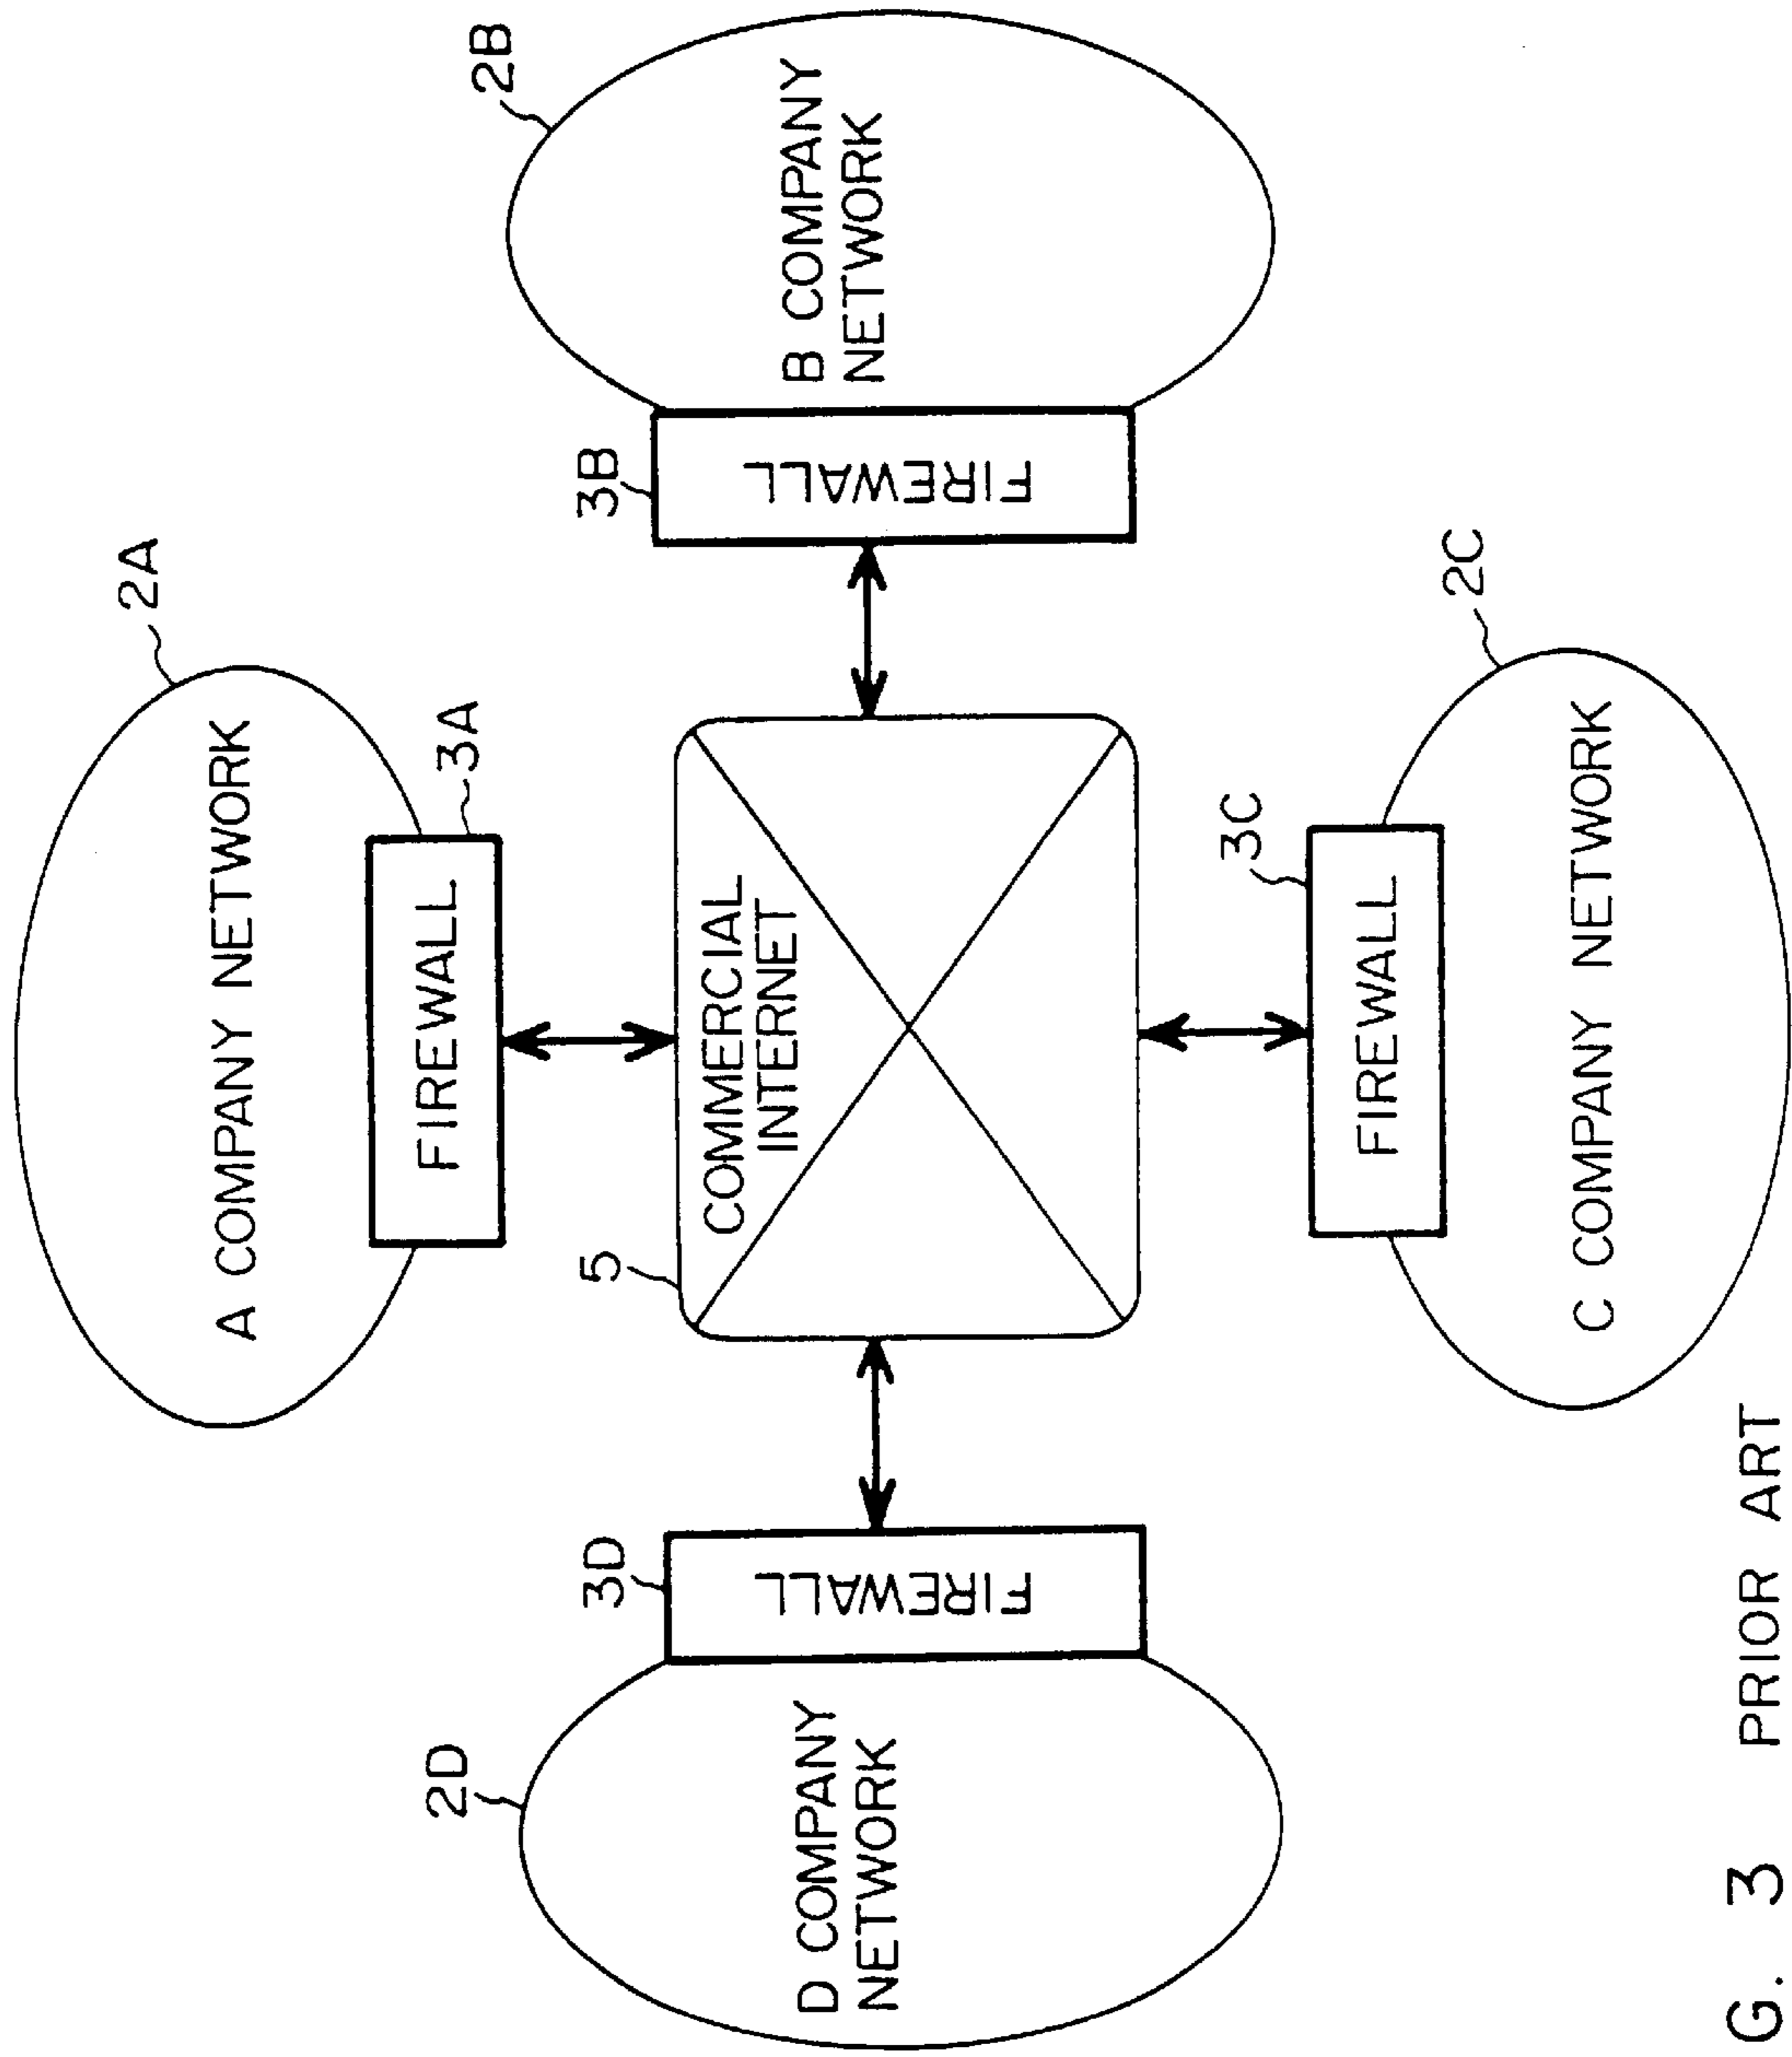 2A
A COMPANY NETWORK
3A
FIREWALL
2D
D COMPANY
NETWORK
3D
FIREWALL
5
COMMERCIAL
INTERNET
3B
FIREWALL
2B
B COMPANY
NETWORK
3C
FIREWALL
2C
C COMPANY NETWORK
G. 3 PRIOR ART